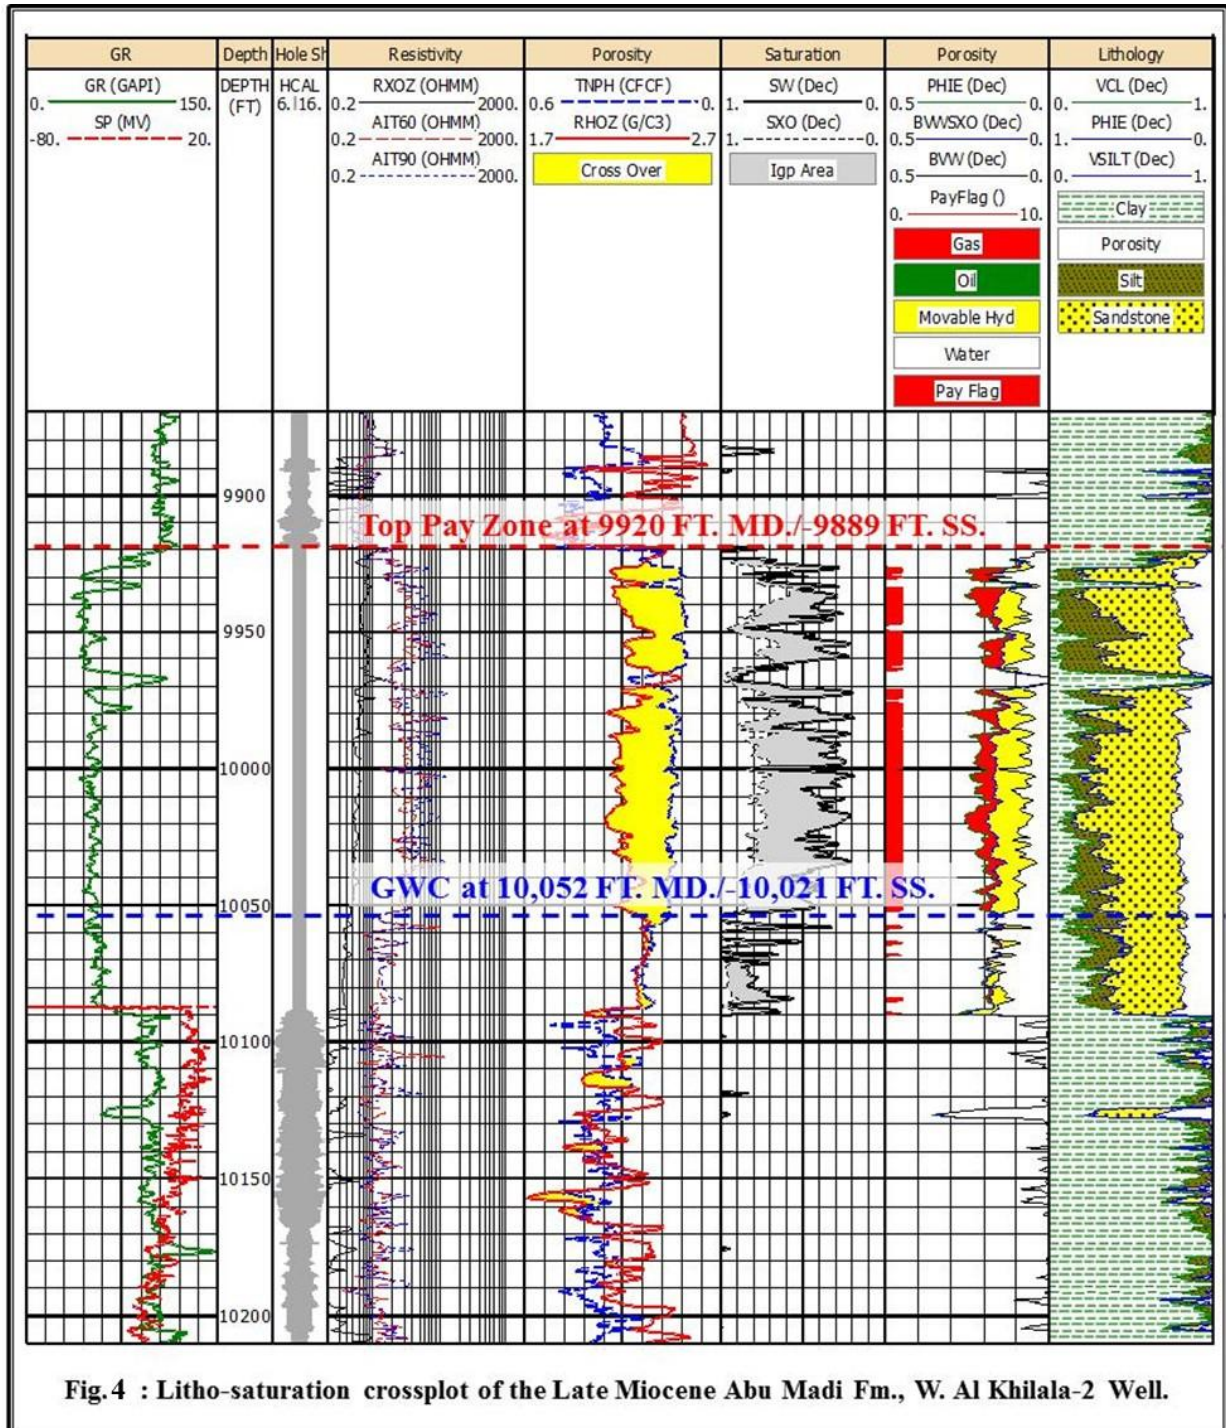 GR Depth Hole Sh Resistivity Porosity Saturation Porosity Lithology
GR (GAPI)
0. 150.
SP (MV)
-80. 20.
DEPTH
(FT)
HCAL
6. 16.
RXOZ (OHMM)
0.2 2000.
AIT60 (OHMM)
0.2 2000.
AIT90 (OHMM)
0.2 2000.
TNPH (CFCF)
0.6 0.
RHOZ (G/C3)
1.7 2.7
Cross Over
SW (Dec)
1. 0.
SXO (Dec)
1. 0.
Igp Area
PHIE (Dec)
0.5 0.
BVWSXO (Dec)
0.5 0.
BVW (Dec)
0.5 0.
PayFlag ()
0. 10.
Gas
Oil
Movable Hyd
Water
Pay Flag
VCL (Dec)
0. 1.
PHIE (Dec)
1. 0.
VSILT (Dec)
0. 1.
Clay
Porosity
Silt
Sandstone
9900
Top Pay Zone at 9920 FT. MD./-9889 FT. SS.
9950
10000
GWC at 10,052 FT. MD./-10,021 FT. SS.
10050
10100
10150
10200
Fig. 4 : Litho-saturation crossplot of the Late Miocene Abu Madi Fm., W. Al Khilala-2 Well.